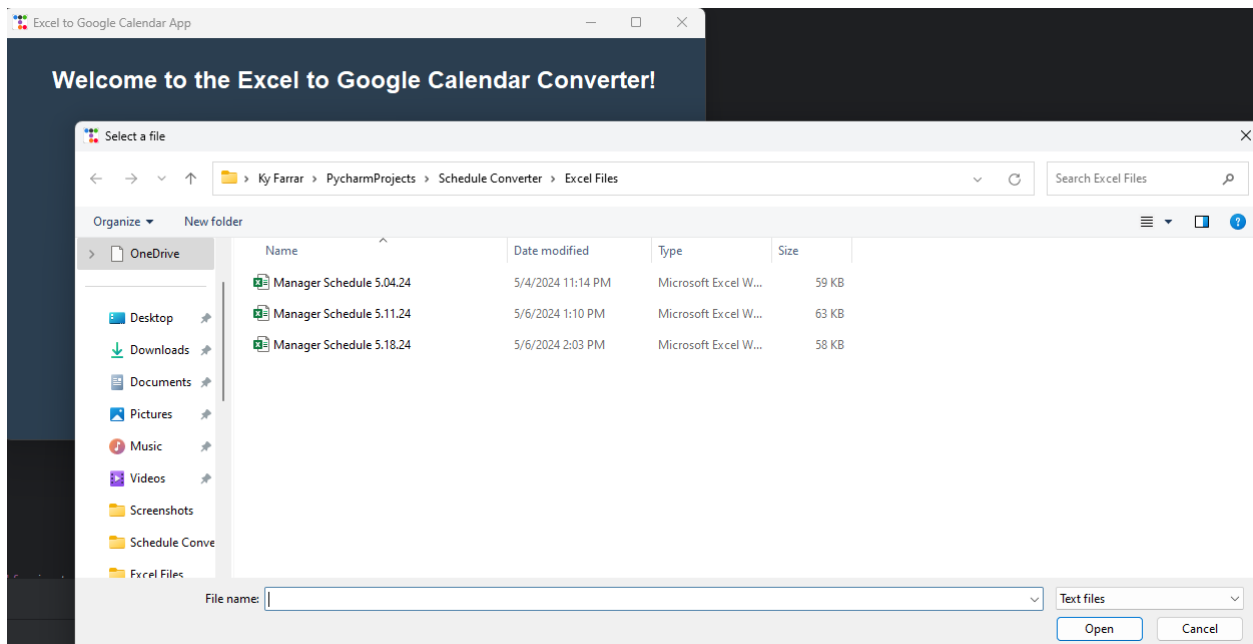 Excel to Google Calendar App
Welcome to the Excel to Google Calendar Converter!
Select a file
Ky Farrar > PycharmProjects > Schedule Converter > Excel Files
Search Excel Files
Organize
New folder
Name Date modified Type Size
OneDrive
Manager Schedule 5.04.24 5/4/2024 11:14 PM Microsoft Excel W... 59 KB
Manager Schedule 5.11.24 5/6/2024 1:10 PM Microsoft Excel W... 63 KB
Manager Schedule 5.18.24 5/6/2024 2:03 PM Microsoft Excel W... 58 KB
Desktop
Downloads
Documents
Pictures
Music
Videos
Screenshots
Schedule Conve
Excel Files
File name:
Text files
Open
Cancel